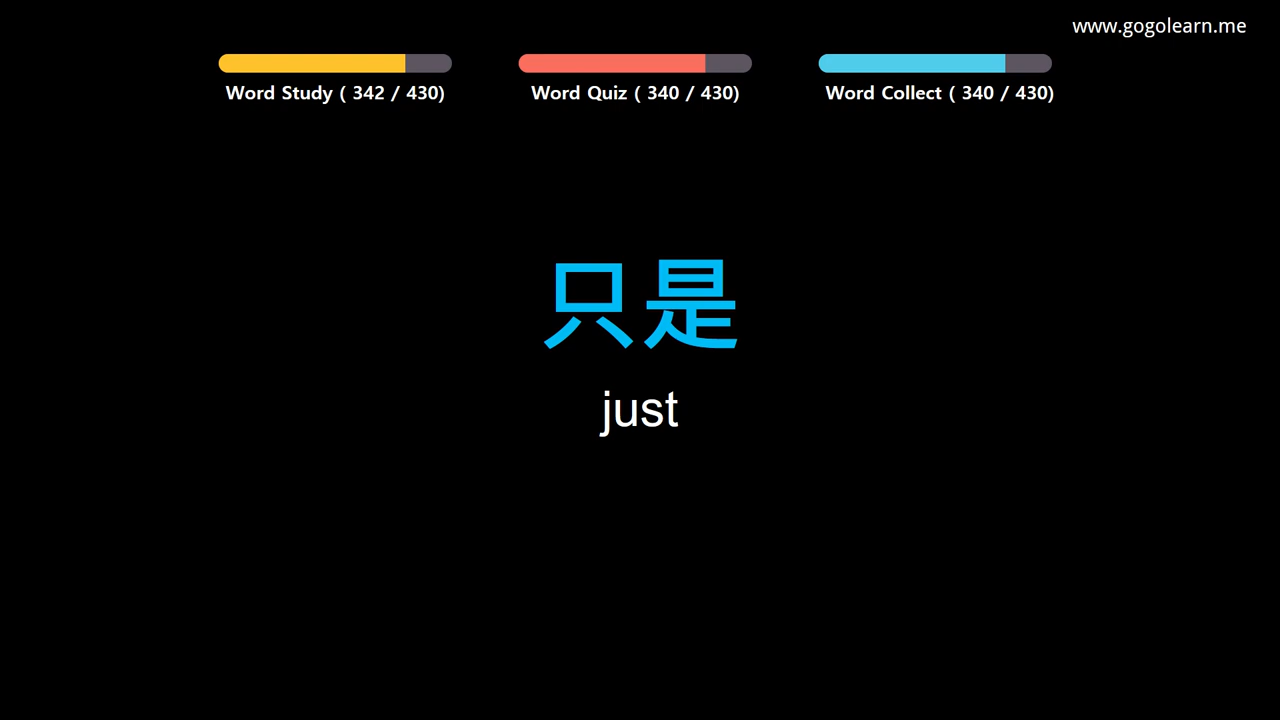 www.gogolearn.me
Word Study ( 342 / 430)
Word Quiz ( 340 / 430)
Word Collect ( 340 / 430)
只是
just